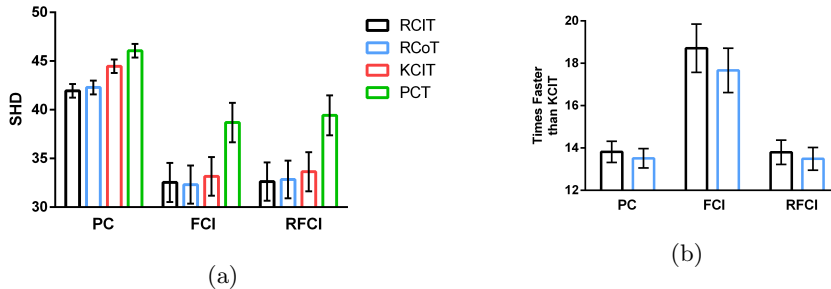 SHD
50
45
40
35
30
PC
FCI
RFCI
RCIT
RCoT
KCIT
PCT
(a)
Times Faster
than KCIT
20
18
16
14
12
PC
FCI
RFCI
(b)